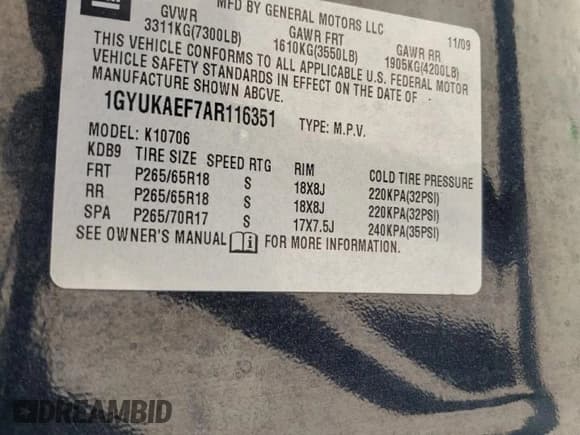 GM
MFD BY GENERAL MOTORS LLC 11/09
GVWR GAWR FRT GAWR RR
3311KG(7300LB) 1610KG(3550LB) 1905KG(4200LB)
THIS VEHICLE CONFORMS TO ALL APPLICABLE U.S. FEDERAL MOTOR
VEHICLE SAFETY STANDARDS IN EFFECT ON THE DATE OF
MANUFACTURE SHOWN ABOVE.
1GYUKAEF7AR116351 TYPE: M.P.V.
MODEL: K10706
KDB9 TIRE SIZE SPEED RTG RIM COLD TIRE PRESSURE
FRT P265/65R18 S 18X8J 220KPA(32PSI)
RR P265/65R18 S 18X8J 220KPA(32PSI)
SPA P265/70R17 S 17X7.5J 240KPA(35PSI)
SEE OWNER'S MANUAL i FOR MORE INFORMATION.
DREAMBID